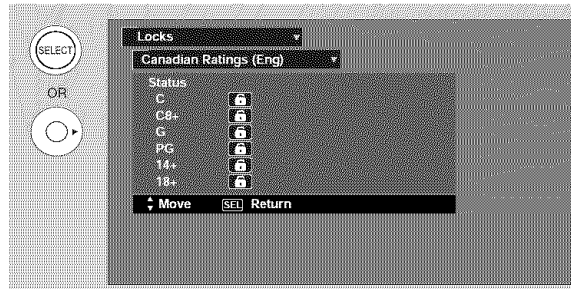 SELECT
OR
Locks
Canadian Ratings (Eng)
Status
C
C8+
G
PG
14+
18+
Move SEL Return